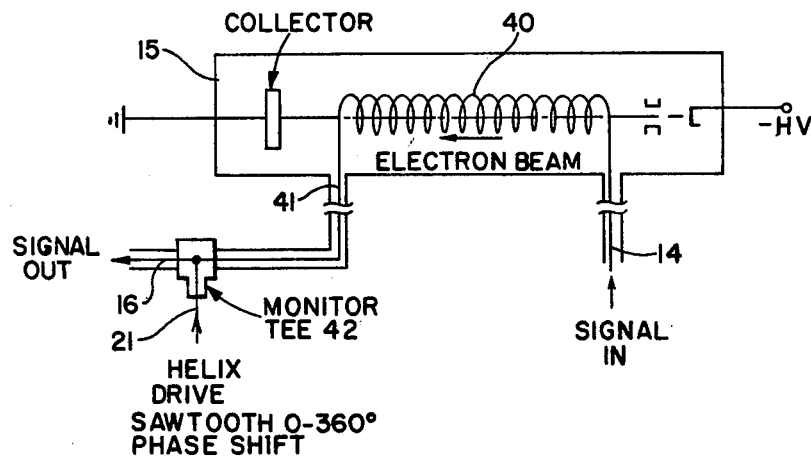 COLLECTOR
15
40
-HV
ELECTRON BEAM
41
SIGNAL
OUT
16
14
MONITOR
TEE 42
21
SIGNAL
IN
HELIX
DRIVE
SAWTOOTH 0-360°
PHASE SHIFT